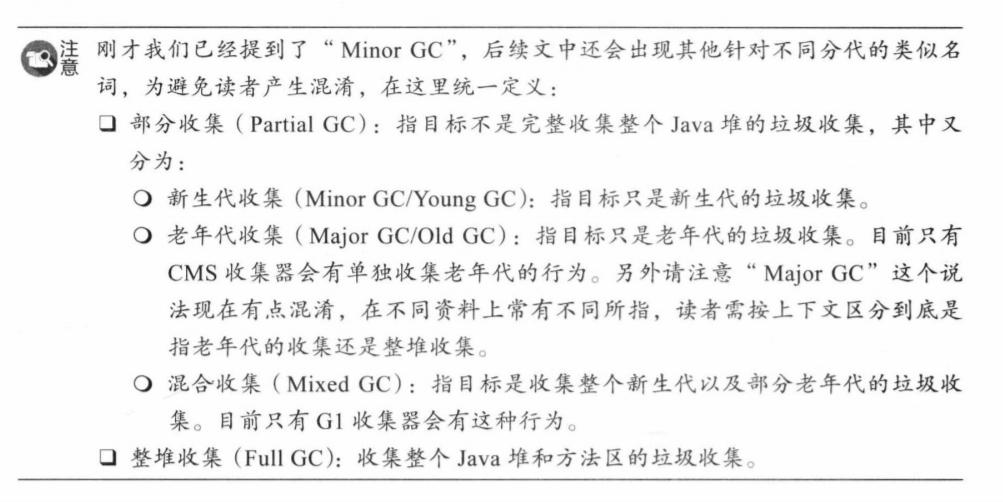 注意 刚才我们已经提到了“Minor GC”，后续文中还会出现其他针对不同分代的类似名
词，为避免读者产生混淆，在这里统一定义：
❑ 部分收集（Partial GC）：指目标不是完整收集整个 Java 堆的垃圾收集，其中又
分为：
❍ 新生代收集（Minor GC/Young GC）：指目标只是新生代的垃圾收集。
❍ 老年代收集（Major GC/Old GC）：指目标只是老年代的垃圾收集。目前只有
CMS 收集器会有单独收集老年代的行为。另外请注意“Major GC”这个说
法现在有点混淆，在不同资料上常有不同所指，读者需按上下文区分到底是
指老年代的收集还是整堆收集。
❍ 混合收集（Mixed GC）：指目标是收集整个新生代以及部分老年代的垃圾收
集。目前只有 G1 收集器会有这种行为。
❑ 整堆收集（Full GC）：收集整个 Java 堆和方法区的垃圾收集。